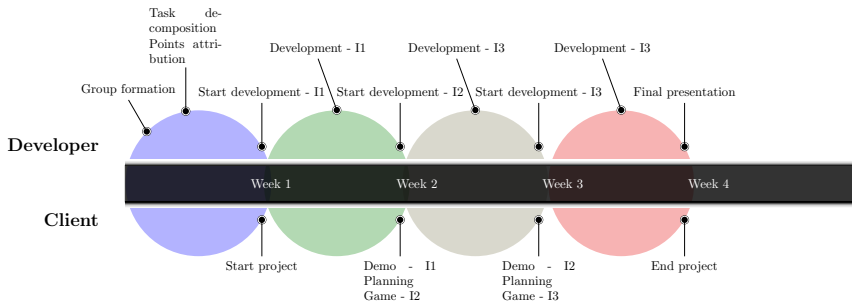 Task de-
composition
Points attri-
bution
Development - I1
Development - I3
Development - I3
Group formation
Start development - I1
Start development - I2
Start development - I3
Final presentation
Developer
Week 1
Week 2
Week 3
Week 4
Client
Start project
Demo - I1
Planning
Game - I2
Demo - I2
Planning
Game - I3
End project